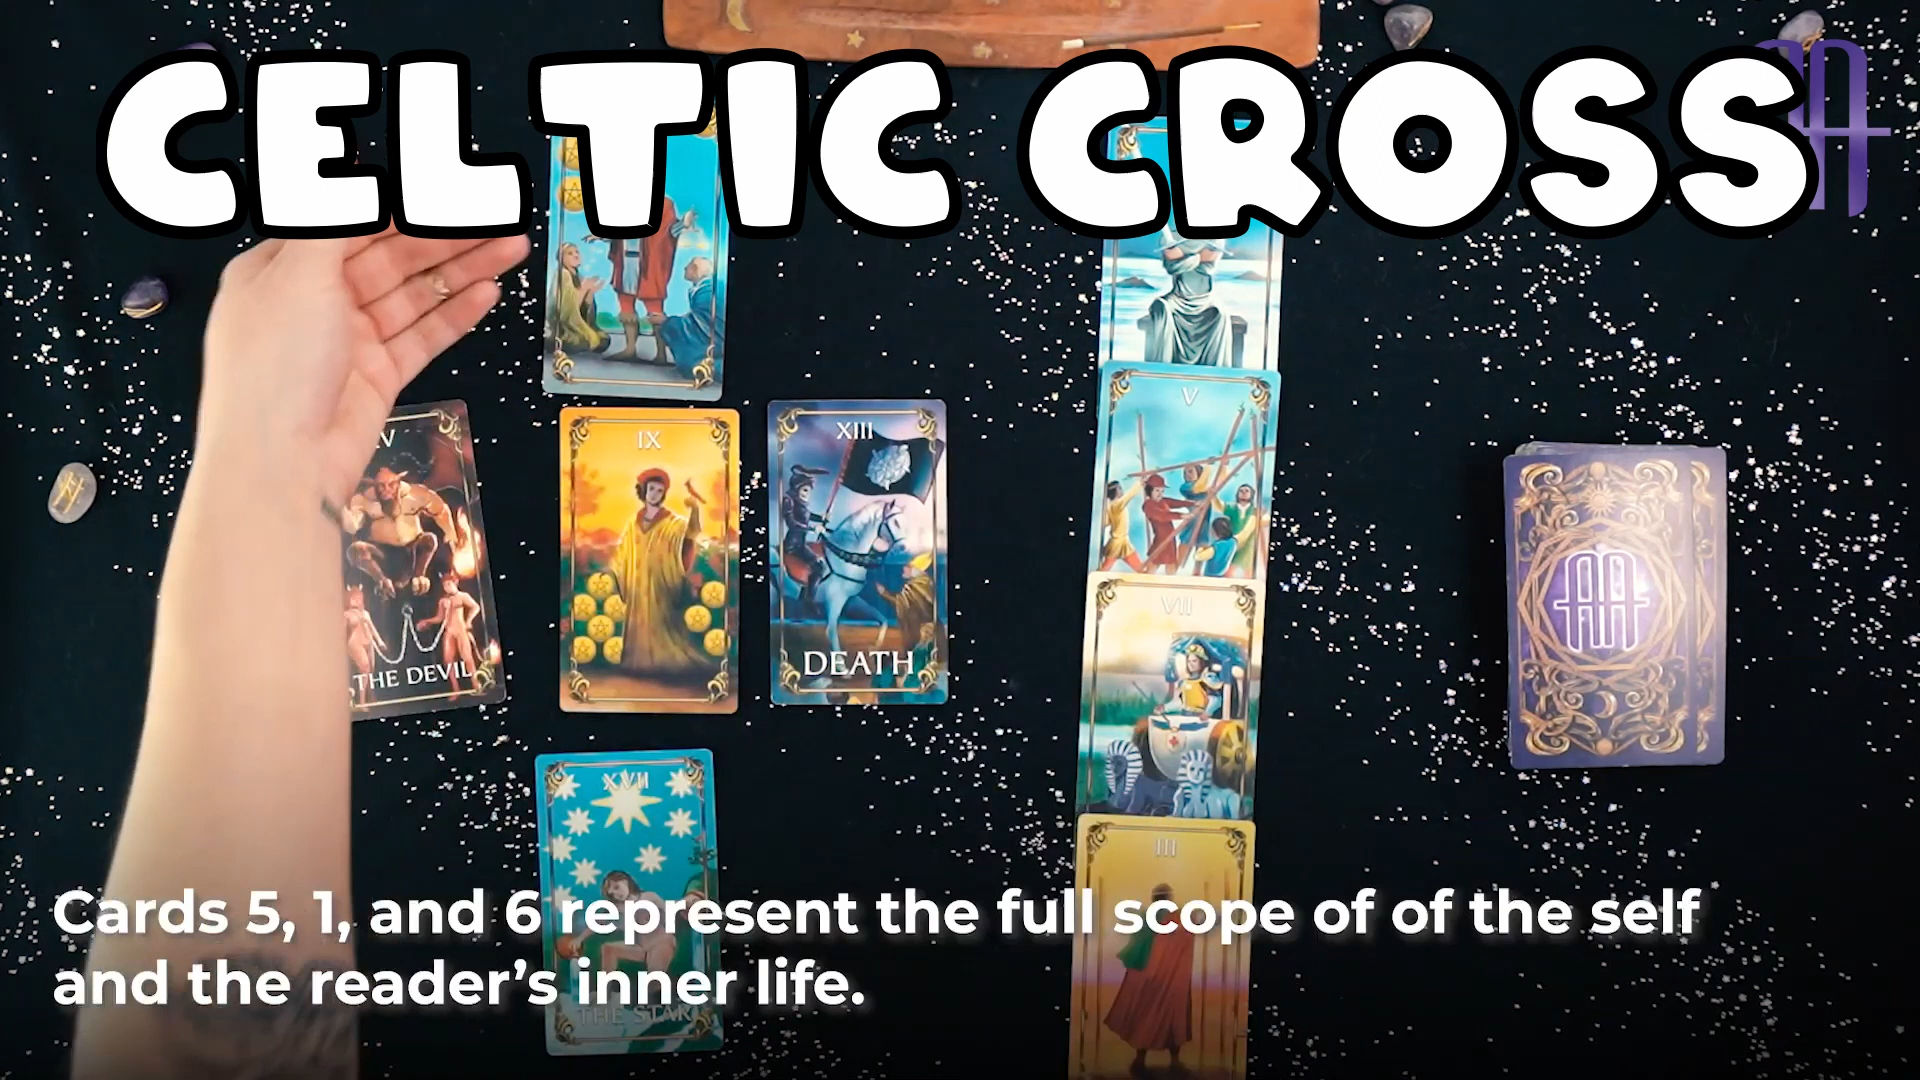 CELTIC CROSS
V
IX
XIII
V
THE DEVIL
DEATH
VII
XVII
III
Cards 5, 1, and 6 represent the full scope of of the self
and the reader’s inner life.
THE STAR